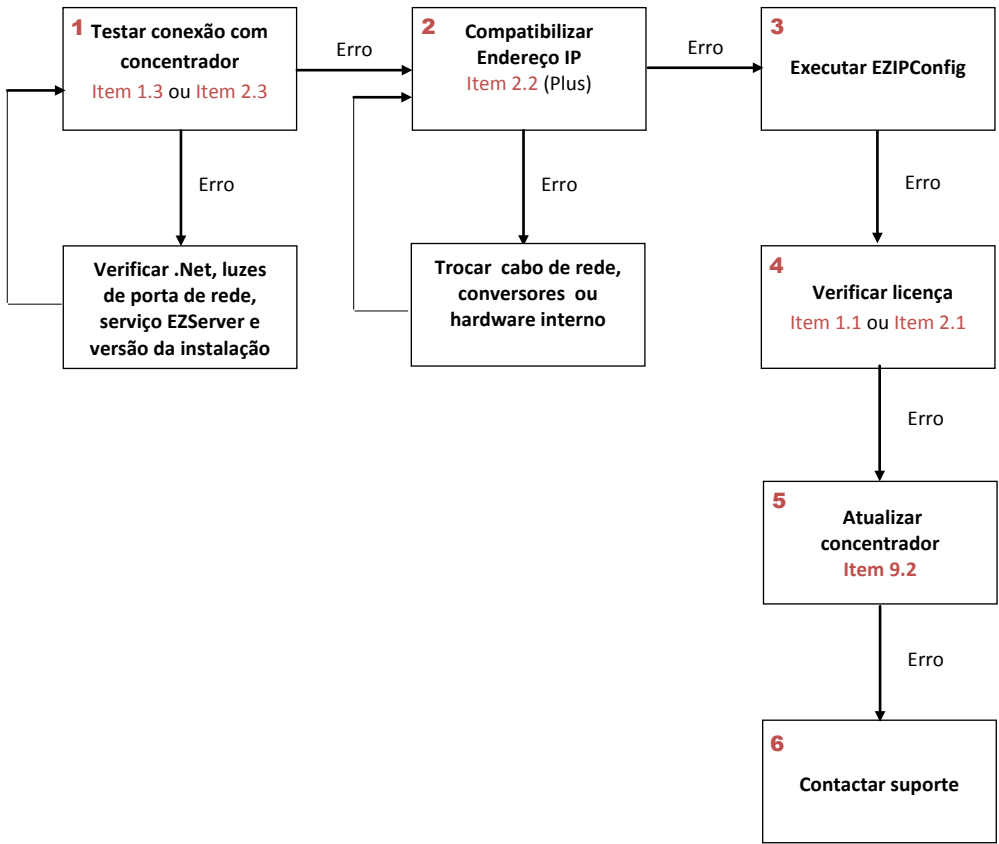 1 Testar conexão com
concentrador
Item 1.3 ou Item 2.3
Erro
2 Compatibilizar
Endereço IP
Item 2.2 (Plus)
Erro
3
Executar EZIPConfig
Erro
Verificar .Net, luzes
de porta de rede,
serviço EZServer e
versão da instalação
Erro
Trocar cabo de rede,
conversores ou
hardware interno
Erro
4
Verificar licença
Item 1.1 ou Item 2.1
Erro
5
Atualizar
concentrador
Item 9.2
Erro
6
Contactar suporte